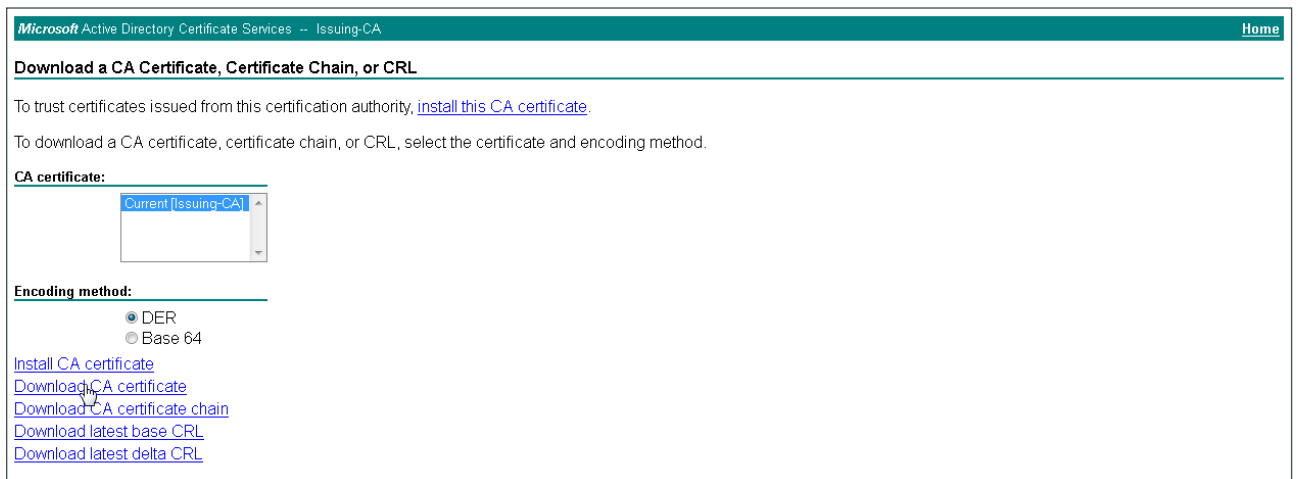 Microsoft Active Directory Certificate Services -- Issuing-CA Home
Download a CA Certificate, Certificate Chain, or CRL
To trust certificates issued from this certification authority, install this CA certificate.
To download a CA certificate, certificate chain, or CRL, select the certificate and encoding method.
CA certificate:
Current [Issuing-CA]
Encoding method:
DER
Base 64
Install CA certificate
Download CA certificate
Download CA certificate chain
Download latest base CRL
Download latest delta CRL